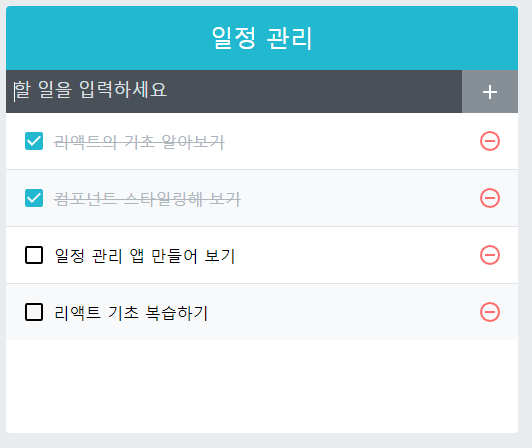 일정 관리
할 일을 입력하세요
리액트의 기초 알아보기
컴포넌트 스타일링해 보기
일정 관리 앱 만들어 보기
리액트 기초 복습하기